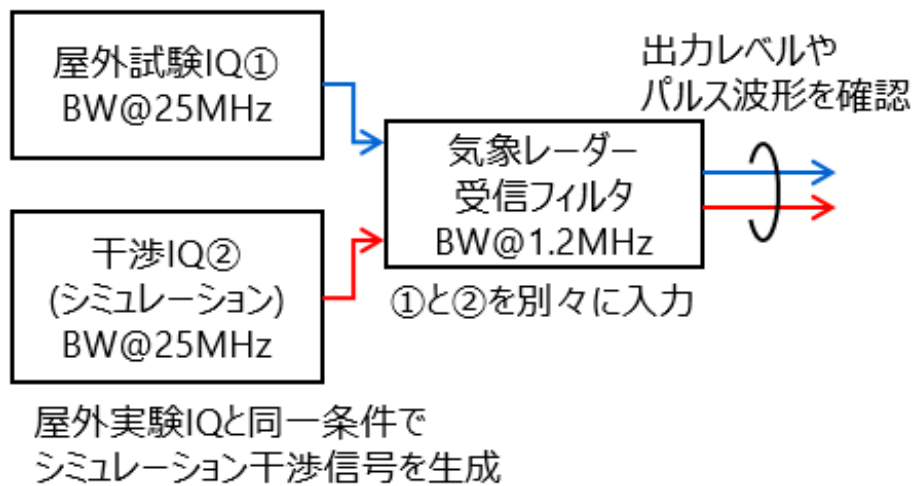 屋外試験IQ①
BW@25MHz
出力レベルや
パルス波形を確認
気象レーダー
受信フィルタ
BW@1.2MHz
干渉IQ②
(シミュレーション)
BW@25MHz
①と②を別々に入力
屋外実験IQと同一条件で
シミュレーション干渉信号を生成